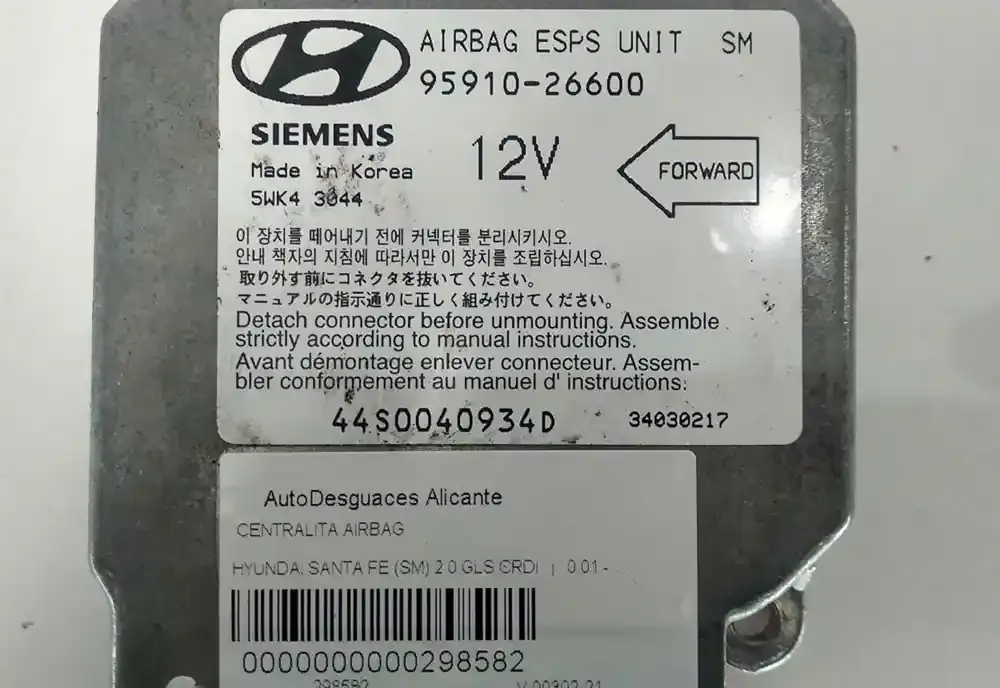 AIRBAG ESPS UNIT SM
95910-26600
SIEMENS
12V
FORWARD
Made in Korea
5WK4 3044
이 장치를 떼어내기 전에 커넥터를 분리시키시오.
안내 책자의 지침에 따라서만 이 장치를 조립하십시오.
取り外す前にコネクタを抜いてください。
マニュアルの指示通りに正しく組み付けてください。
Detach connector before unmounting. Assemble
strictly according to manual instructions.
Avant démontage enlever connecteur. Assem-
bler conformement au manuel d' instructions:
44S0040934D
34030217
AutoDesguaces Alicante
CENTRALITA AIRBAG
HYUNDAI SANTA FE (SM) 2.0 GLS CRDI | 0.01 - ...
0000000000298582
298582
V.00302.21